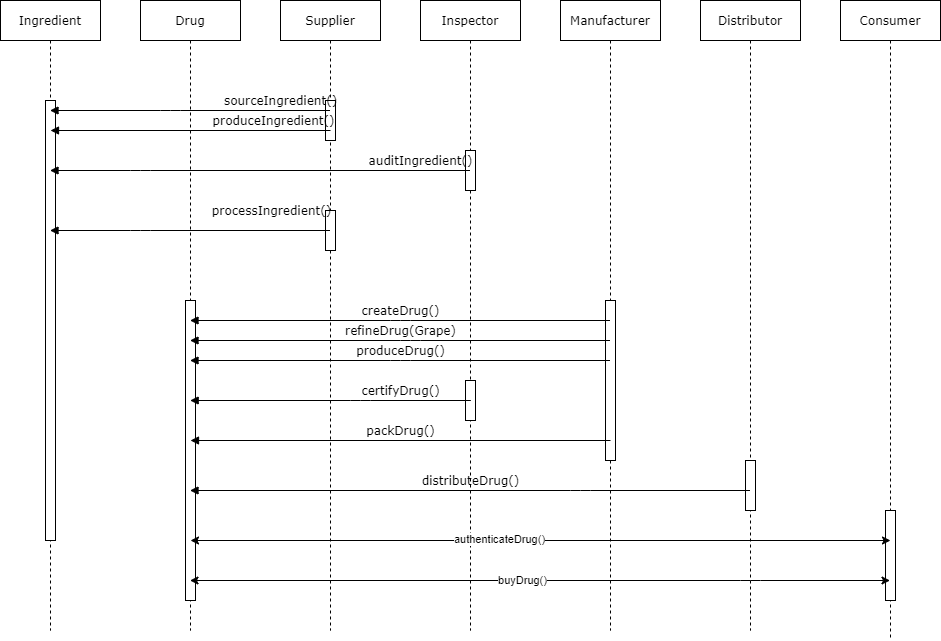 Ingredient
Drug
Supplier
Inspector
Manufacturer
Distributor
Consumer
sourceIngredient()
produceIngredient()
auditIngredient()
processIngredient()
createDrug()
refineDrug(Grape)
produceDrug()
certifyDrug()
packDrug()
distributeDrug()
authenticateDrug()
buyDrug()